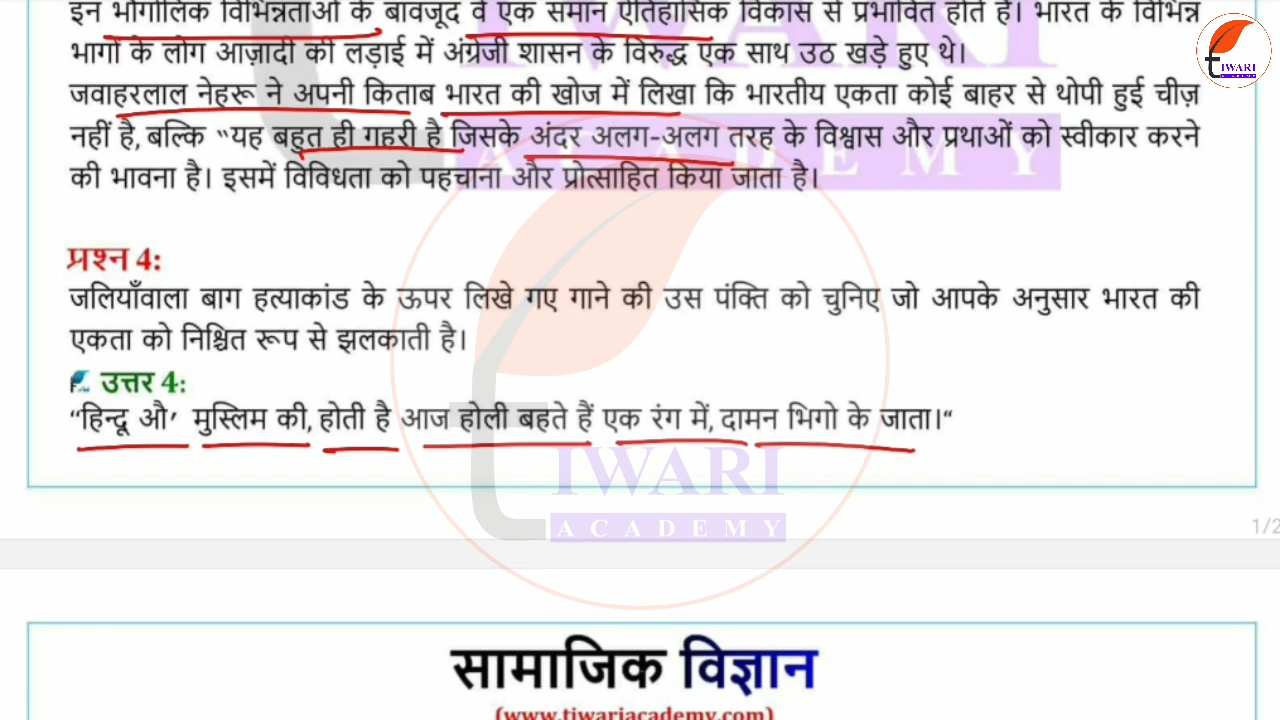 इन भौगोलिक विभिन्नताओं के बावजूद वे एक समान ऐतिहासिक विकास से प्रभावित होते हैं। भारत के विभिन्न
भागों के लोग आज़ादी की लड़ाई में अंग्रेजी शासन के विरुद्ध एक साथ उठ खड़े हुए थे।
जवाहरलाल नेहरू ने अपनी किताब भारत की खोज में लिखा कि भारतीय एकता कोई बाहर से थोपी हुई चीज़
नहीं है, बल्कि “यह बहुत ही गहरी है जिसके अंदर अलग-अलग तरह के विश्वास और प्रथाओं को स्वीकार करने
की भावना है। इसमें विविधता को पहचाना और प्रोत्साहित किया जाता है।
प्रश्न 4:
जलियाँवाला बाग हत्याकांड के ऊपर लिखे गए गाने की उस पंक्ति को चुनिए जो आपके अनुसार भारत की
एकता को निश्चित रूप से झलकाती है।
उत्तर 4:
“हिन्दू औ’ मुस्लिम की, होती है आज होली बहते हैं एक रंग में, दामन भिगो के जाता।“
IWARI
ACADEMY
1/2
सामाजिक विज्ञान
(www.tiwariacademy.com)
TIWARI
ACADEMY